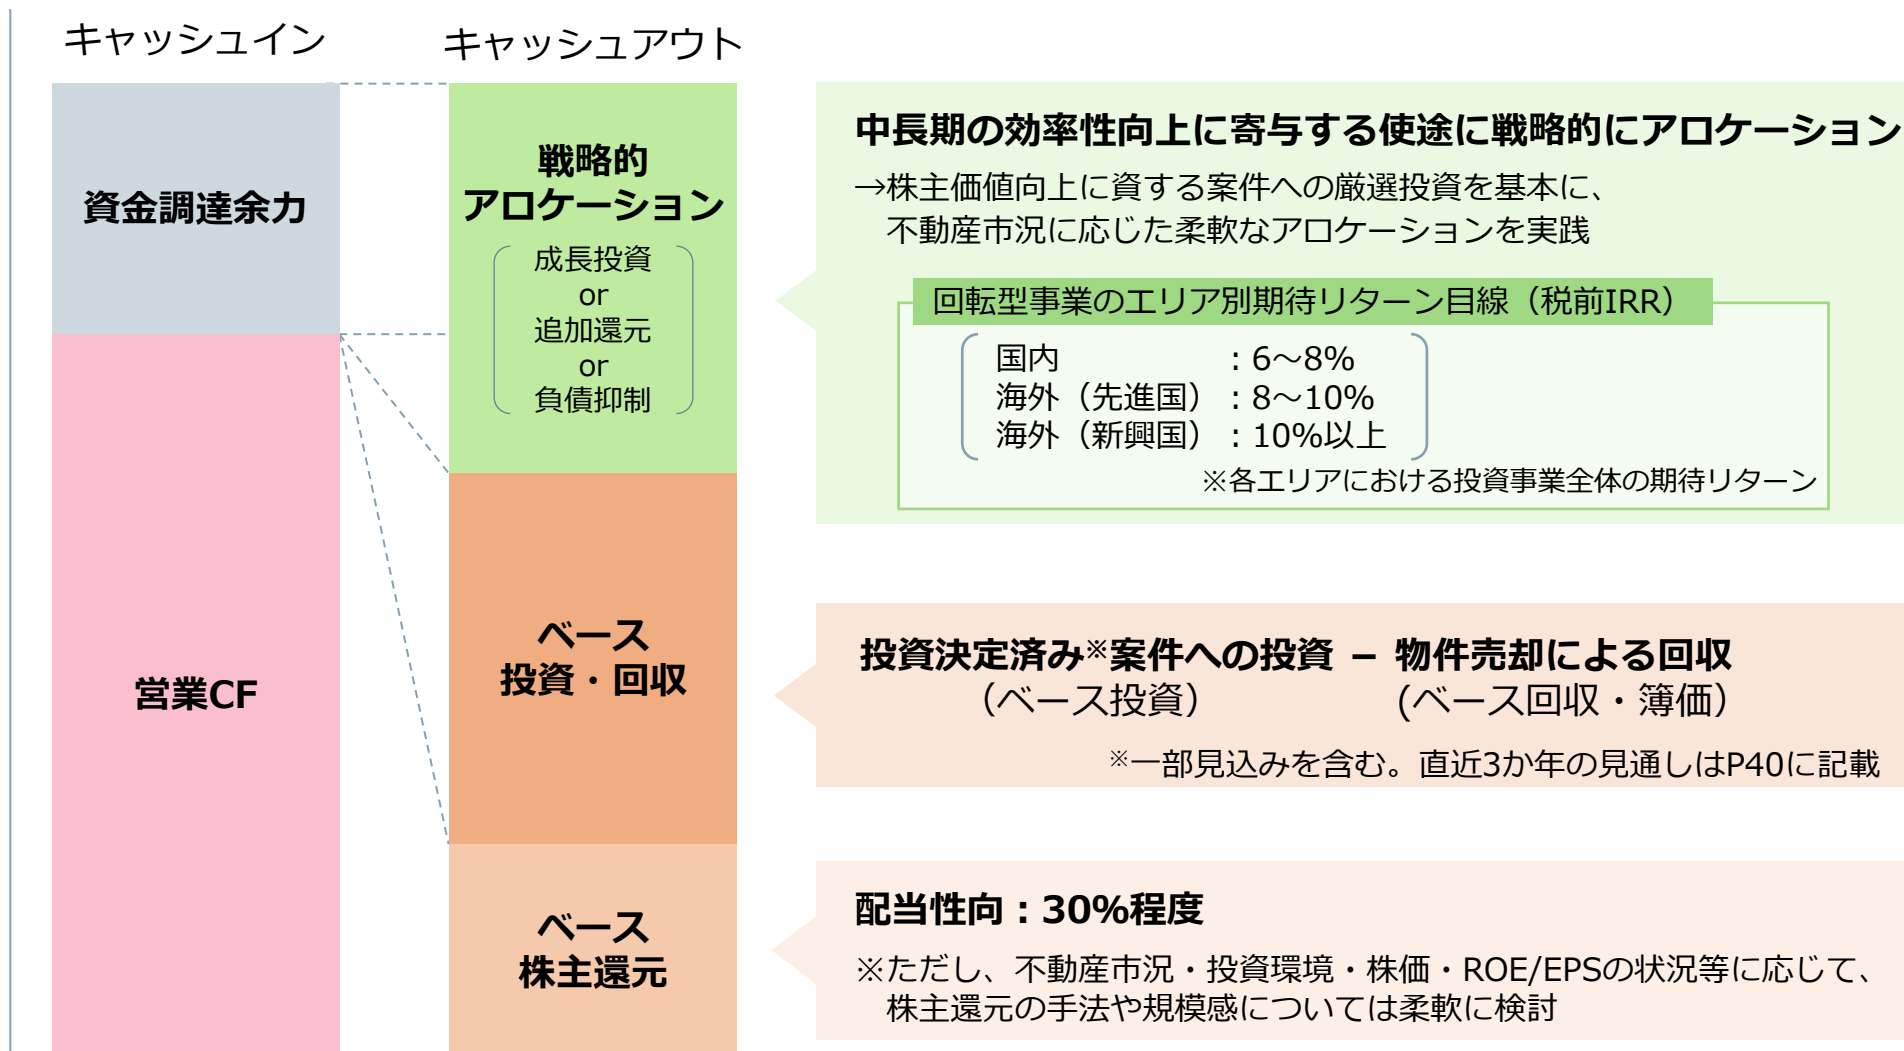 キャッシュイン
キャッシュアウト
資金調達余力
営業CF
戦略的
アロケーション
成長投資
or
追加還元
or
負債抑制
ベース
投資・回収
ベース
株主還元
中長期の効率性向上に寄与する使途に戦略的にアロケーション
→株主価値向上に資する案件への厳選投資を基本に、
不動産市況に応じた柔軟なアロケーションを実践
回転型事業のエリア別期待リターン目線（税前IRR）
国内　　　　　：6～8%
海外（先進国）：8～10%
海外（新興国）：10%以上
※各エリアにおける投資事業全体の期待リターン
投資決定済み※案件への投資 － 物件売却による回収
（ベース投資）　　　　　(ベース回収・簿価）
※一部見込みを含む。直近3か年の見通しはP40に記載
配当性向：30%程度
※ただし、不動産市況・投資環境・株価・ROE/EPSの状況等に応じて、
株主還元の手法や規模感については柔軟に検討